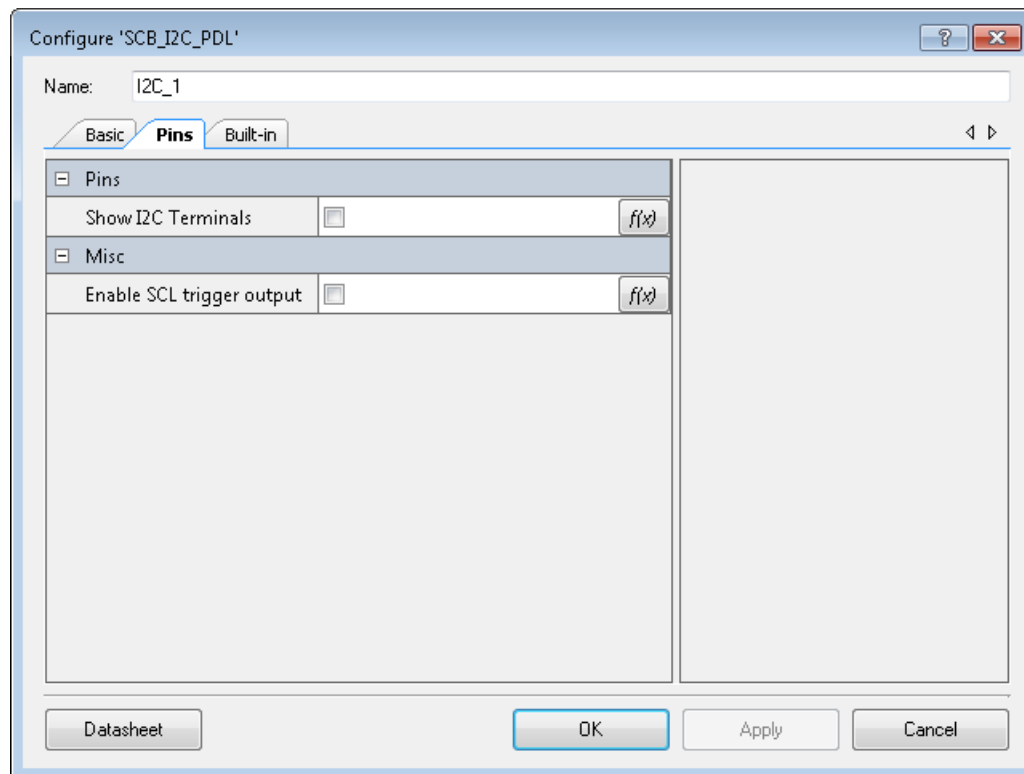 Configure 'SCB_I2C_PDL'
?
Name: I2C_1
Basic Pins Built-in
Pins
Show I2C Terminals f(x)
Misc
Enable SCL trigger output f(x)
Datasheet OK Apply Cancel